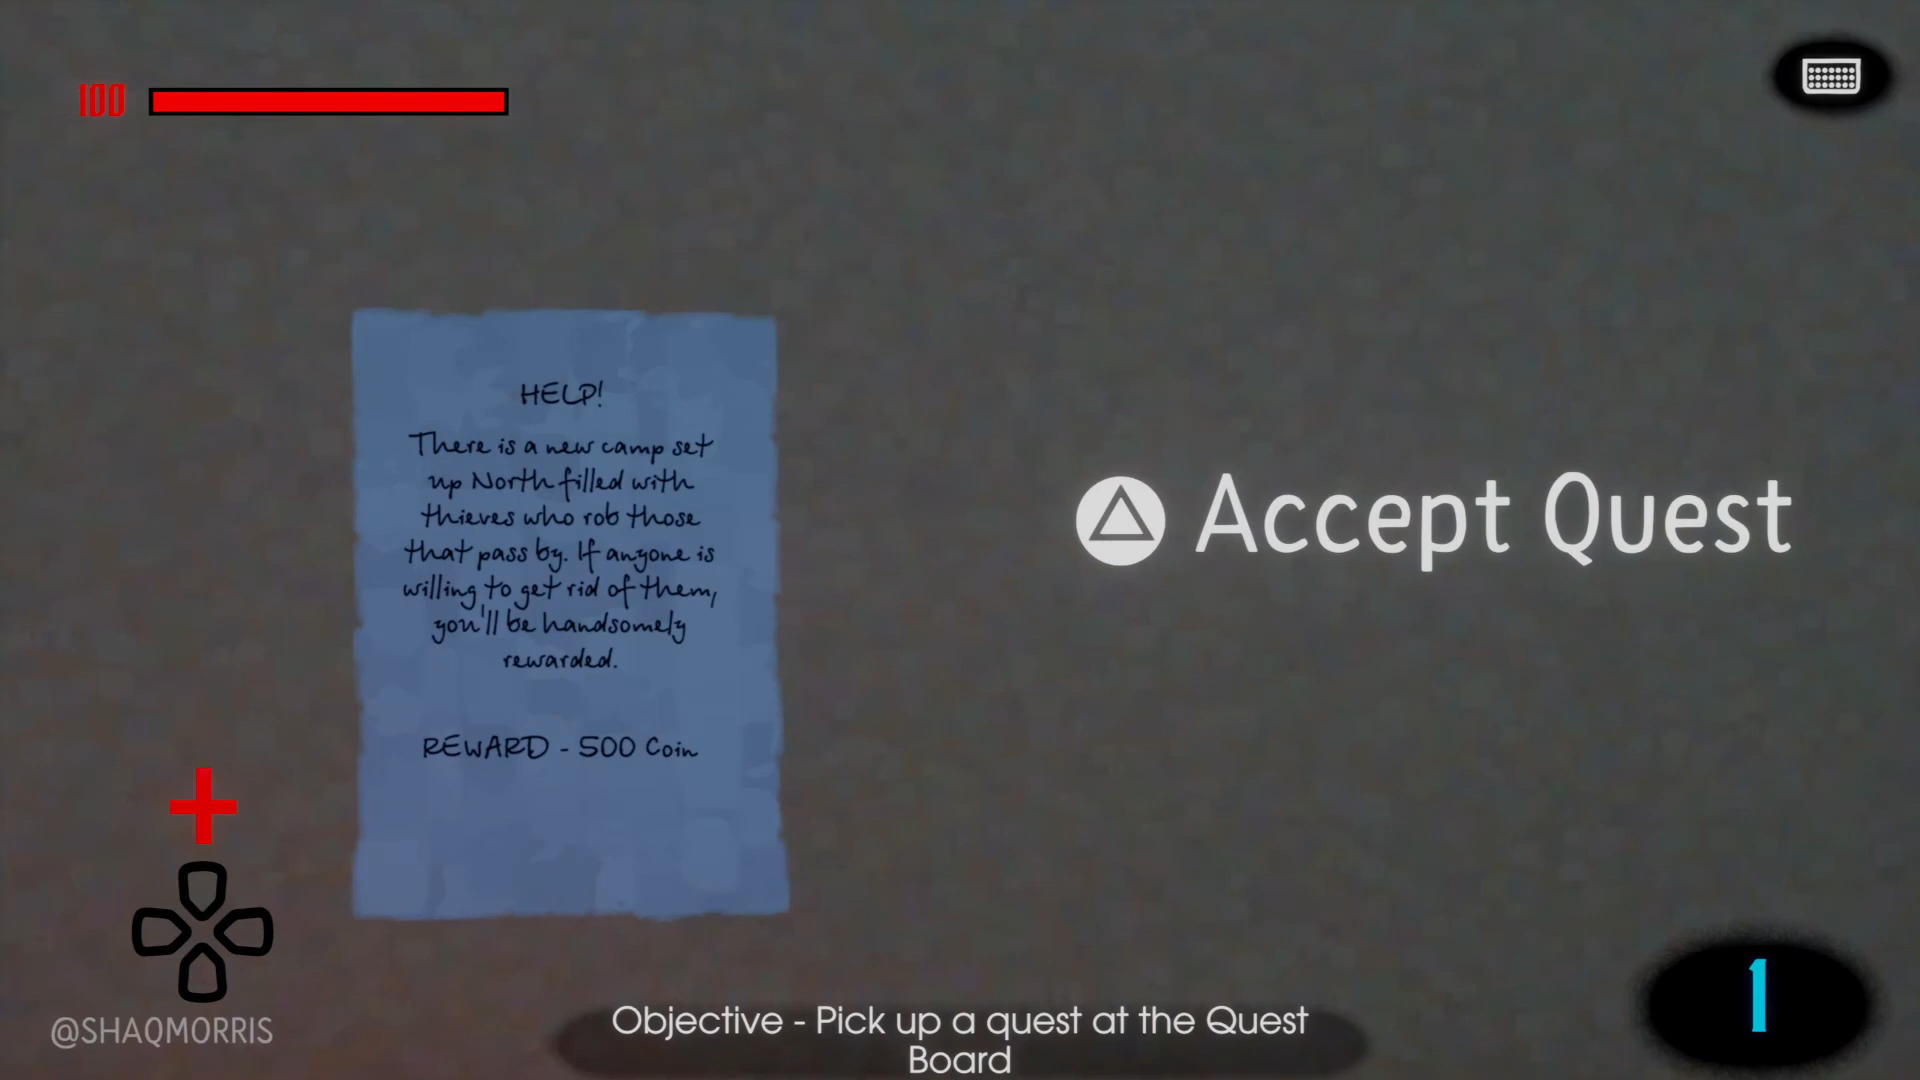 100
HELP!
There is a new camp set
up North filled with
thieves who rob those
that pass by. If anyone is
willing to get rid of them,
you'll be handsomely
rewarded.
REWARD - 500 Coin
Accept Quest
@SHAQMORRIS
Objective - Pick up a quest at the Quest
Board
1